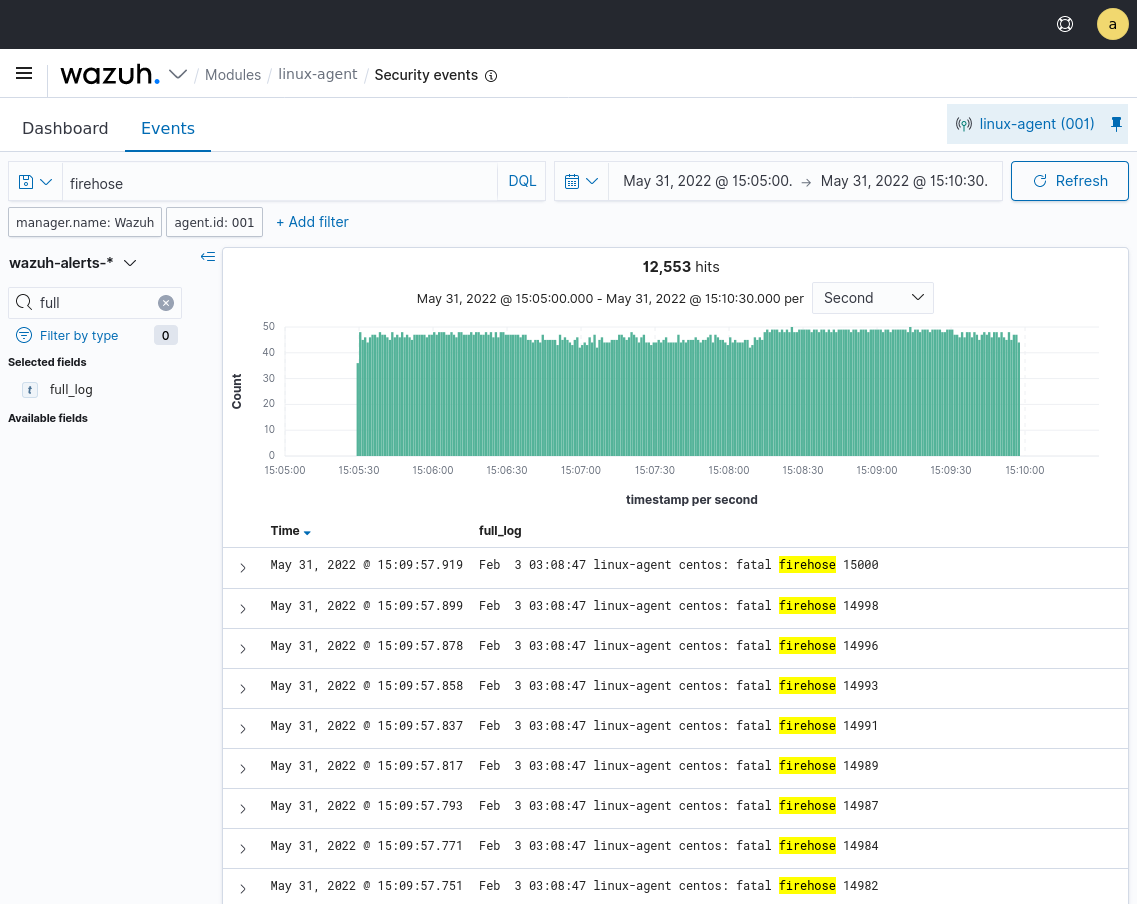 a
wazuh. / Modules / linux-agent / Security events
Dashboard Events
linux-agent (001)
firehose DQL May 31, 2022 @ 15:05:00. → May 31, 2022 @ 15:10:30. Refresh
manager.name: Wazuh agent.id: 001 + Add filter
wazuh-alerts-*
full
Filter by type 0
Selected fields
t full_log
Available fields
12,553 hits
May 31, 2022 @ 15:05:00.000 - May 31, 2022 @ 15:10:30.000 per Second
Count
50
40
30
20
10
0
15:05:00 15:05:30 15:06:00 15:06:30 15:07:00 15:07:30 15:08:00 15:08:30 15:09:00 15:09:30 15:10:00
timestamp per second
Time full_log
May 31, 2022 @ 15:09:57.919 Feb  3 03:08:47 linux-agent centos: fatal firehose 15000
May 31, 2022 @ 15:09:57.899 Feb  3 03:08:47 linux-agent centos: fatal firehose 14998
May 31, 2022 @ 15:09:57.878 Feb  3 03:08:47 linux-agent centos: fatal firehose 14996
May 31, 2022 @ 15:09:57.858 Feb  3 03:08:47 linux-agent centos: fatal firehose 14993
May 31, 2022 @ 15:09:57.837 Feb  3 03:08:47 linux-agent centos: fatal firehose 14991
May 31, 2022 @ 15:09:57.817 Feb  3 03:08:47 linux-agent centos: fatal firehose 14989
May 31, 2022 @ 15:09:57.793 Feb  3 03:08:47 linux-agent centos: fatal firehose 14987
May 31, 2022 @ 15:09:57.771 Feb  3 03:08:47 linux-agent centos: fatal firehose 14984
May 31, 2022 @ 15:09:57.751 Feb  3 03:08:47 linux-agent centos: fatal firehose 14982